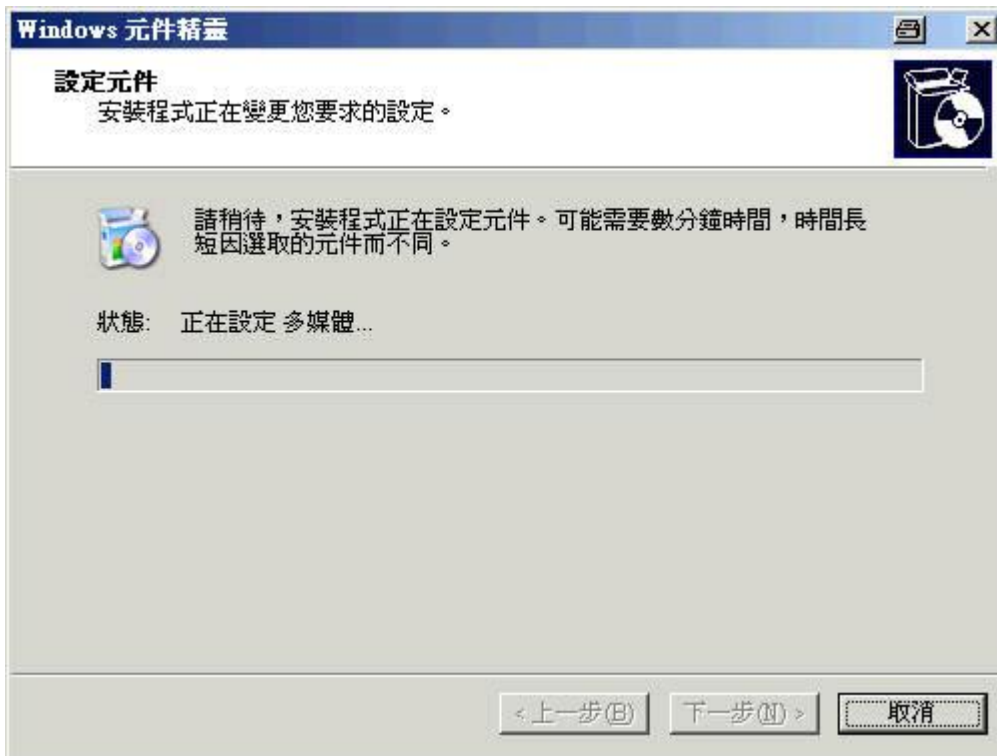 Windows 元件精靈
設定元件
安裝程式正在變更您要求的設定。
請稍待，安裝程式正在設定元件。可能需要數分鐘時間，時間長
短因選取的元件而不同。
狀態: 正在設定 多媒體...
<上一步(B) 下一步(N)> 取消